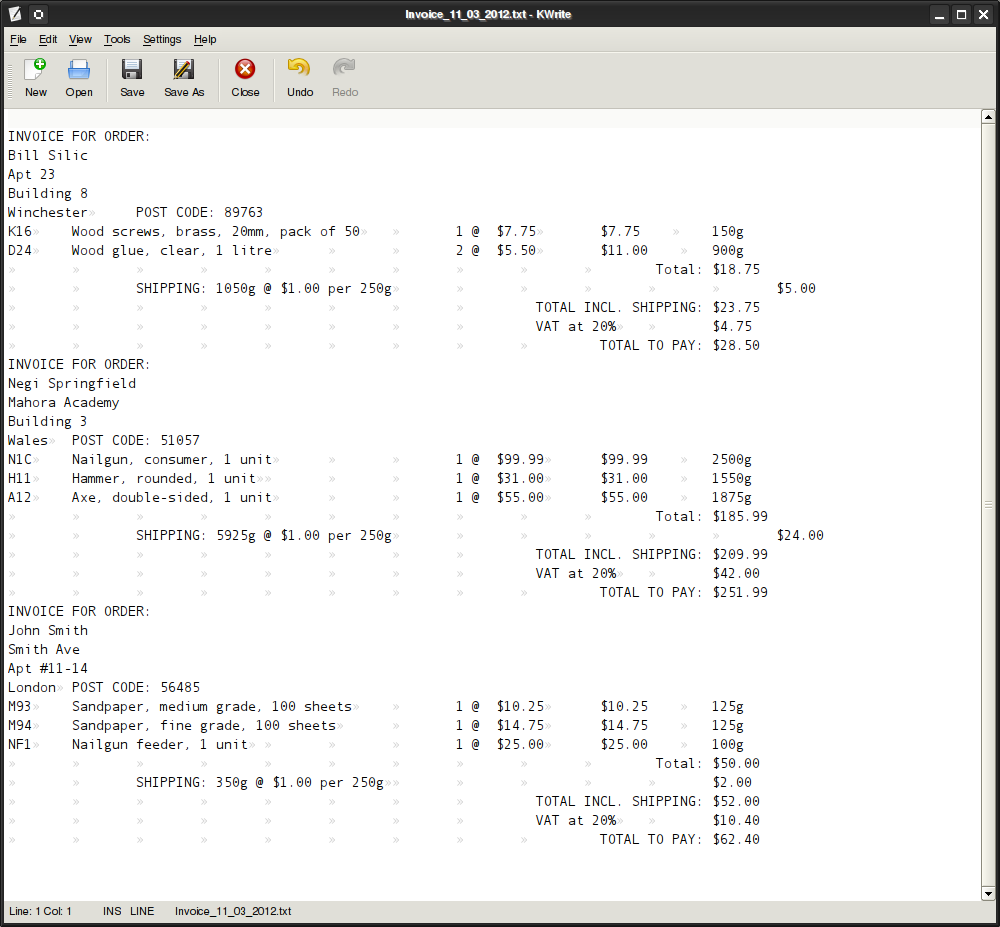 Invoice_11_03_2012.txt - KWrite
File Edit View Tools Settings Help
New Open Save Save As Close Undo Redo
INVOICE FOR ORDER:
Bill Silic
Apt 23
Building 8
Winchester» POST CODE: 89763
K16» Wood screws, brass, 20mm, pack of 50» » 1 @ $7.75» $7.75 » 150g
D24» Wood glue, clear, 1 litre» » » 2 @ $5.50» $11.00 » 900g
» » » » » » » » » » Total: $18.75
» » SHIPPING: 1050g @ $1.00 per 250g» » » » » » $5.00
» » » » » » » » TOTAL INCL. SHIPPING: $23.75
» » » » » » » » VAT at 20%» » $4.75
» » » » » » » » » TOTAL TO PAY: $28.50
INVOICE FOR ORDER:
Negi Springfield
Mahora Academy
Building 3
Wales» POST CODE: 51057
N1C» Nailgun, consumer, 1 unit» » » 1 @ $99.99» $99.99 » 2500g
H11» Hammer, rounded, 1 unit» » » 1 @ $31.00» $31.00 » 1550g
A12» Axe, double-sided, 1 unit» » » 1 @ $55.00» $55.00 » 1875g
» » » » » » » » » » Total: $185.99
» » SHIPPING: 5925g @ $1.00 per 250g» » » » » » $24.00
» » » » » » » » TOTAL INCL. SHIPPING: $209.99
» » » » » » » » VAT at 20%» » $42.00
» » » » » » » » » TOTAL TO PAY: $251.99
INVOICE FOR ORDER:
John Smith
Smith Ave
Apt #11-14
London» POST CODE: 56485
M93» Sandpaper, medium grade, 100 sheets» » 1 @ $10.25» $10.25 » 125g
M94» Sandpaper, fine grade, 100 sheets» » 1 @ $14.75» $14.75 » 125g
NF1» Nailgun feeder, 1 unit» » » » 1 @ $25.00» $25.00 » 100g
» » » » » » » » » » Total: $50.00
» » SHIPPING: 350g @ $1.00 per 250g»» » » » » $2.00
» » » » » » » » TOTAL INCL. SHIPPING: $52.00
» » » » » » » » VAT at 20%» » $10.40
» » » » » » » » » TOTAL TO PAY: $62.40
Line: 1 Col: 1 INS LINE Invoice_11_03_2012.txt